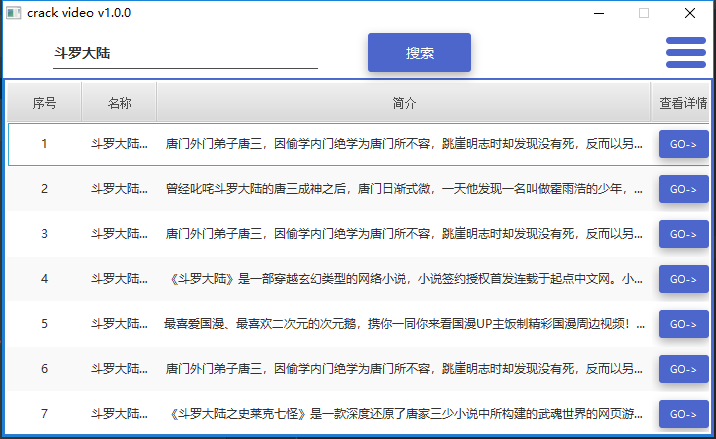 crack video v1.0.0
斗罗大陆 搜索
序号 名称 简介 查看详情
1 斗罗大陆... 唐门外门弟子唐三，因偷学内门绝学为唐门所不容，跳崖明志时却发现没有死，反而以另... GO->
2 斗罗大陆... 曾经叱咤斗罗大陆的唐三成神之后，唐门日渐式微，一天他发现一名叫做霍雨浩的少年，... GO->
3 斗罗大陆... 唐门外门弟子唐三，因偷学内门绝学为唐门所不容，跳崖明志时却发现没有死，反而以另... GO->
4 斗罗大陆... 《斗罗大陆》是一部穿越玄幻类型的网络小说，小说签约授权首发连载于起点中文网。小... GO->
5 斗罗大陆... 最喜爱国漫、最喜欢二次元的次元鹅，携你一同你来看国漫UP主饭制精彩国漫周边视频！... GO->
6 斗罗大陆... 唐门外门弟子唐三，因偷学内门绝学为唐门所不容，跳崖明志时却发现没有死，反而以另... GO->
7 斗罗大陆... 《斗罗大陆之史莱克七怪》是一款深度还原了唐家三少小说中所构建的武魂世界的网页游... GO->